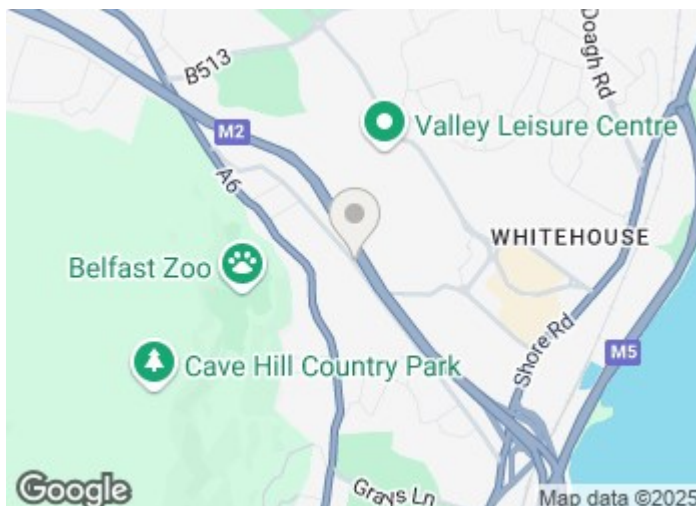 B513
Doagh Rd
M2
Valley Leisure Centre
A6
WHITEHOUSE
Belfast Zoo
Shore Rd
M5
Cave Hill Country Park
Grays Ln
Google
Map data ©2025